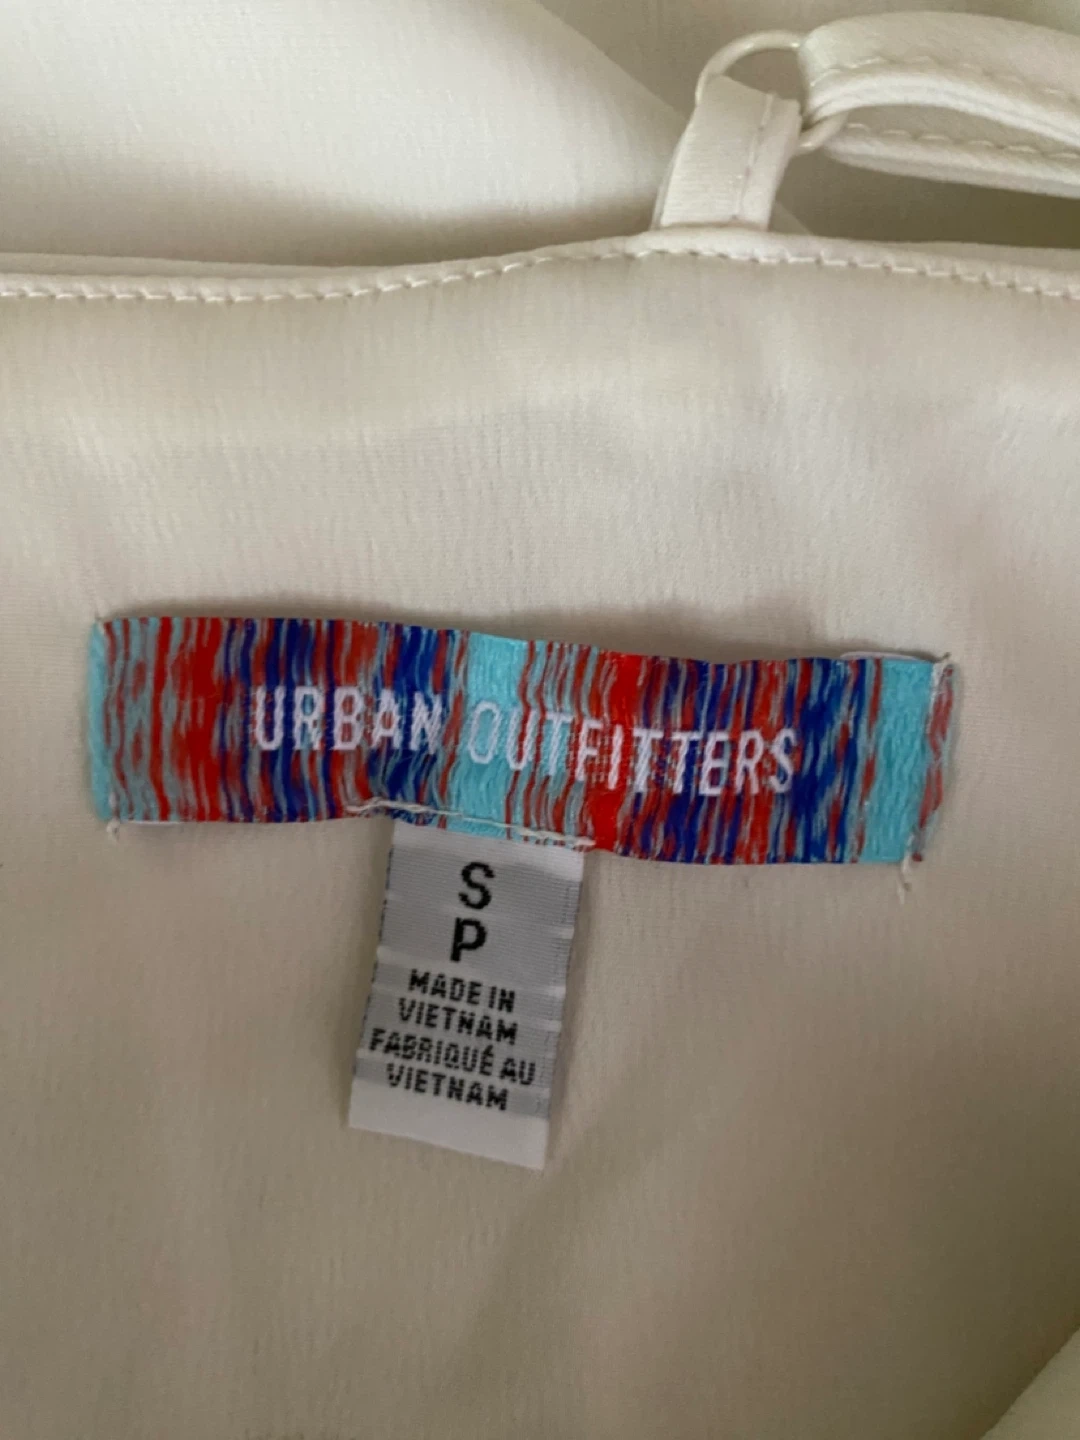 URBAN OUTFITTERS
S
P
MADE IN
VIETNAM
FABRIQUÉ AU
VIETNAM